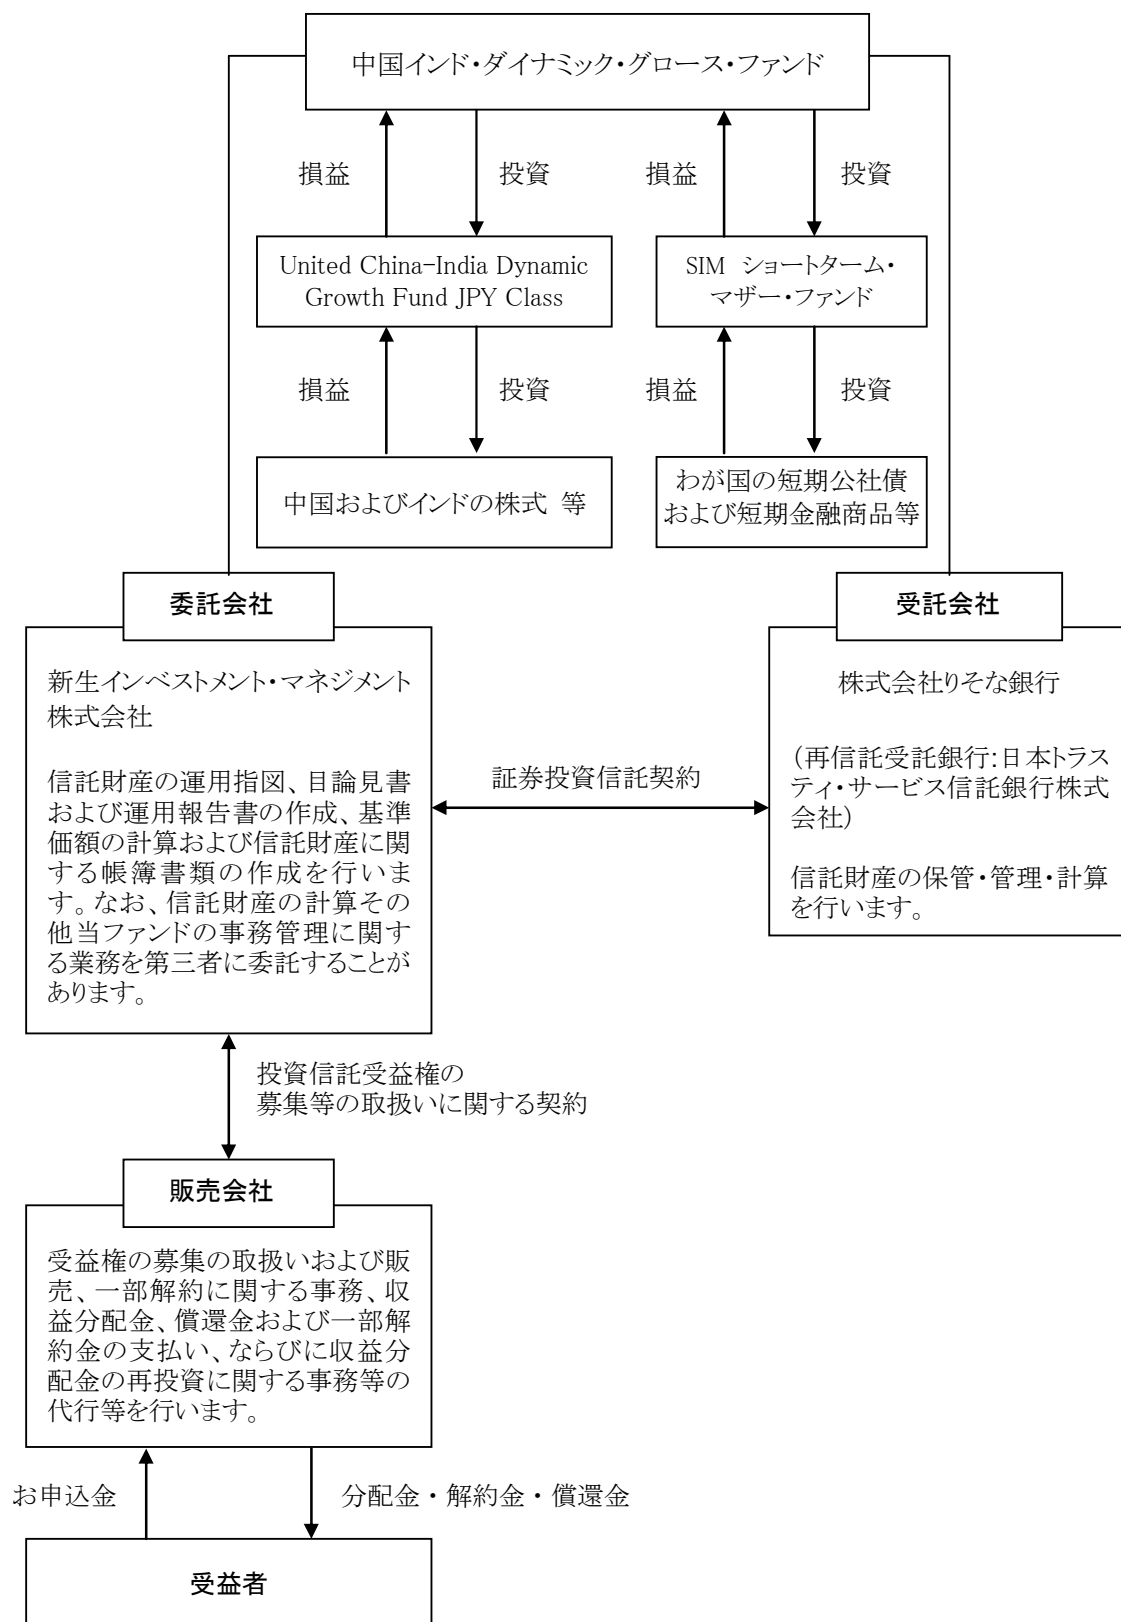 中国インド・ダイナミック・グロース・ファンド
損益
投資
損益
投資
United China-India Dynamic
Growth Fund JPY Class
SIM ショートターム・
マザー・ファンド
損益
投資
損益
投資
中国およびインドの株式 等
わが国の短期公社債
および短期金融商品等
委託会社
新生インベストメント・マネジメント
株式会社
信託財産の運用指図、目論見書
および運用報告書の作成、基準
価額の計算および信託財産に関
する帳簿書類の作成を行いま
す。なお、信託財産の計算その
他当ファンドの事務管理に関す
る業務を第三者に委託することが
あります。
証券投資信託契約
受託会社
株式会社りそな銀行
(再信託受託銀行:日本トラス
ティ・サービス信託銀行株式
会社)
信託財産の保管・管理・計算
を行います。
投資信託受益権の
募集等の取扱いに関する契約
販売会社
受益権の募集の取扱いおよび販
売、一部解約に関する事務、収
益分配金、償還金および一部解
約金の支払い、ならびに収益分
配金の再投資に関する事務等の
代行等を行います。
お申込金
分配金・解約金・償還金
受益者